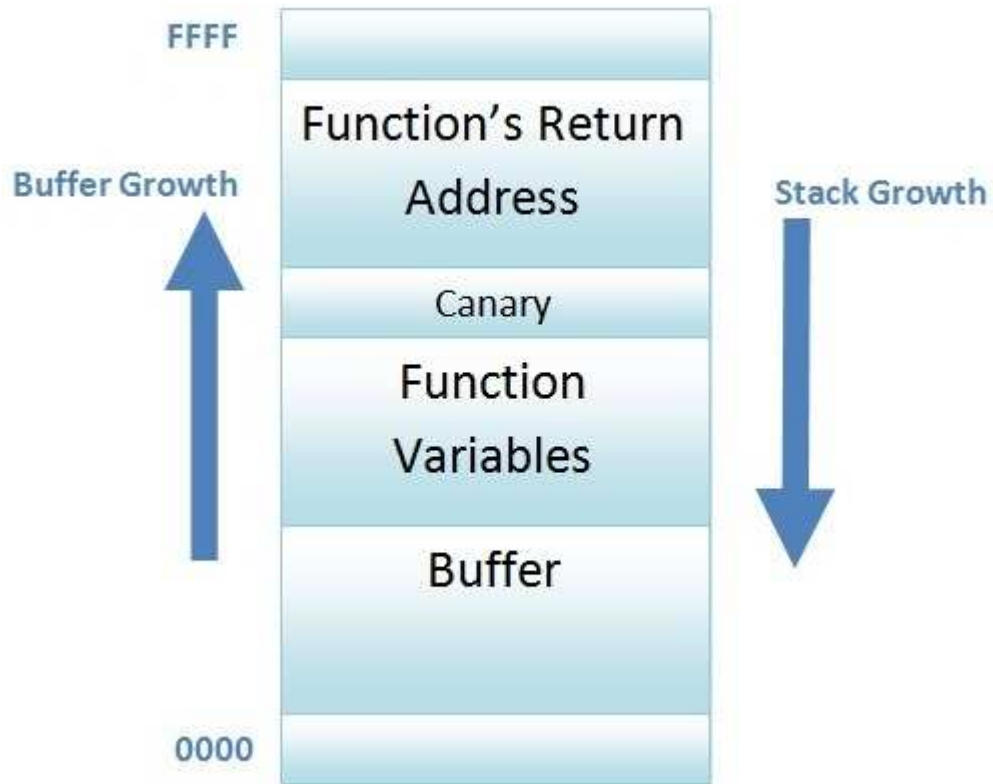 FFFF
Function's Return
Address
Buffer Growth
Stack Growth
Canary
Function
Variables
Buffer
0000